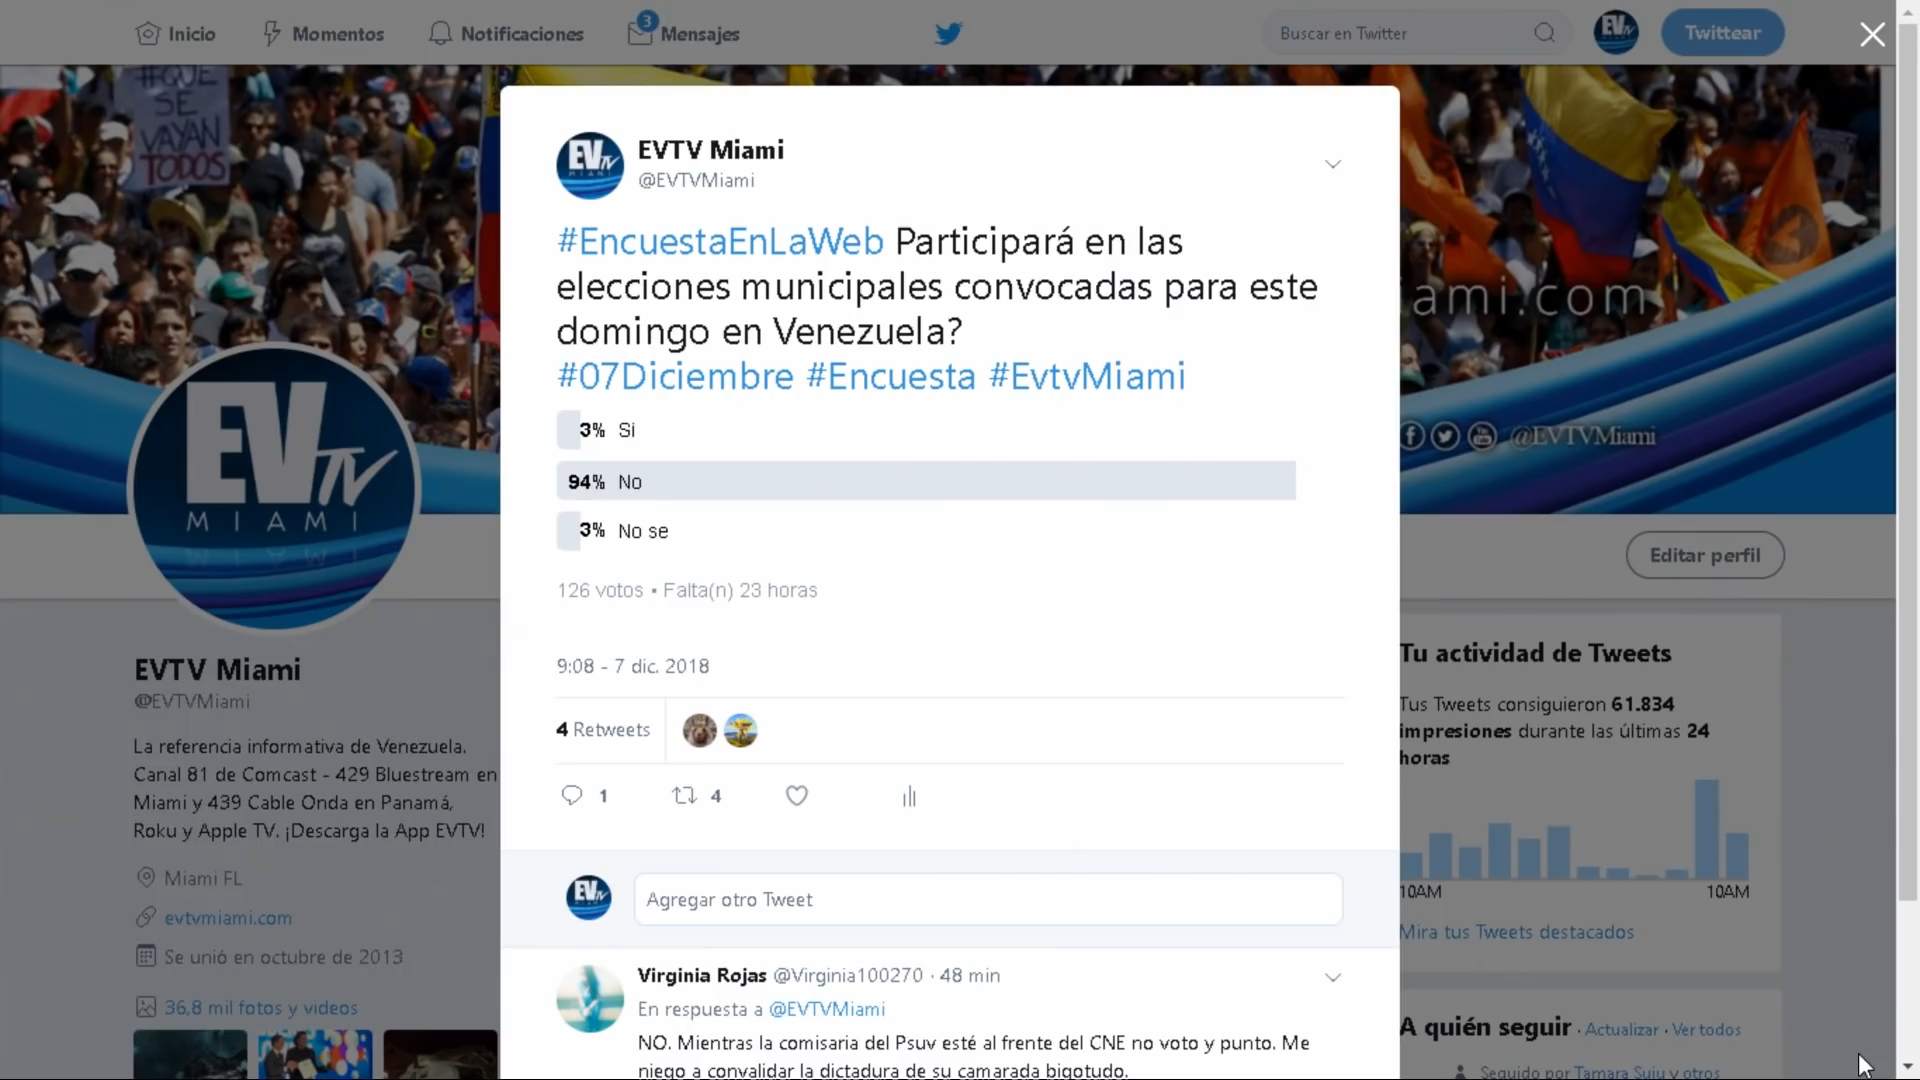 Inicio
Momentos
Notificaciones
3
Mensajes
Buscar en Twitter
EVTV
Twittear
QUE
SE
VAYAN
TODOS
ami.com
@EVTVMiami
EVTV
MIAMI
Editar perfil
EVTV Miami
@EVTVMiami
La referencia informativa de Venezuela.
Canal 81 de Comcast - 429 Bluestream en
Miami y 439 Cable Onda en Panamá,
Roku y Apple TV. ¡Descarga la App EVTV!
Miami FL
evtvmiami.com
Se unió en octubre de 2013
36,8 mil fotos y videos
EVTV
MIAMI
EVTV Miami
@EVTVMiami
#EncuestaEnLaWeb Participará en las
elecciones municipales convocadas para este
domingo en Venezuela?
#07Diciembre #Encuesta #EvtvMiami
3% Si
94% No
3% No se
126 votos • Falta(n) 23 horas
9:08 - 7 dic. 2018
4 Retweets
1
4
EVTV
Agregar otro Tweet
Virginia Rojas @Virginia100270 · 48 min
En respuesta a @EVTVMiami
NO. Mientras la comisaria del Psuv esté al frente del CNE no voto y punto. Me
niego a convalidar la dictadura de su camarada bigotudo.
Tu actividad de Tweets
Tus Tweets consiguieron 61.834
impresiones durante las últimas 24
horas
10AM
10AM
Mira tus Tweets destacados
A quién seguir · Actualizar · Ver todos
Seguido por Tamara Suju y otros